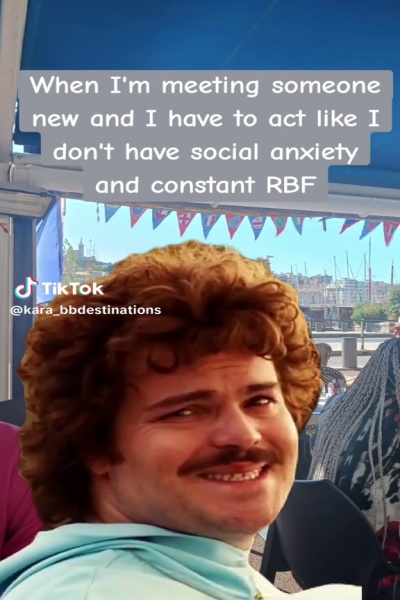 When I'm meeting someone
new and I have to act like I
don't have social anxiety
and constant RBF
TikTok
@kara_bbdestinations